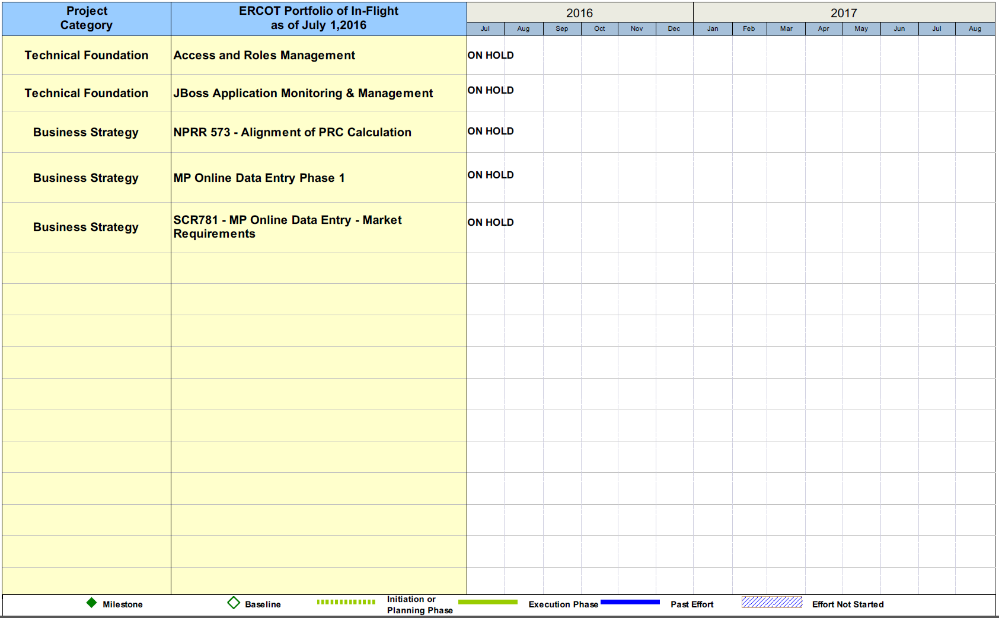 Project
Category
ERCOT Portfolio of In-Flight
as of July 1,2016
2016
2017
Jul Aug Sep Oct Nov Dec Jan Feb Mar Apr May Jun Jul Aug
Technical Foundation
Access and Roles Management
ON HOLD
Technical Foundation
JBoss Application Monitoring & Management
ON HOLD
Business Strategy
NPRR 573 - Alignment of PRC Calculation
ON HOLD
Business Strategy
MP Online Data Entry Phase 1
ON HOLD
Business Strategy
SCR781 - MP Online Data Entry - Market
Requirements
ON HOLD
Milestone
Baseline
Initiation or
Planning Phase
Execution Phase
Past Effort
Effort Not Started